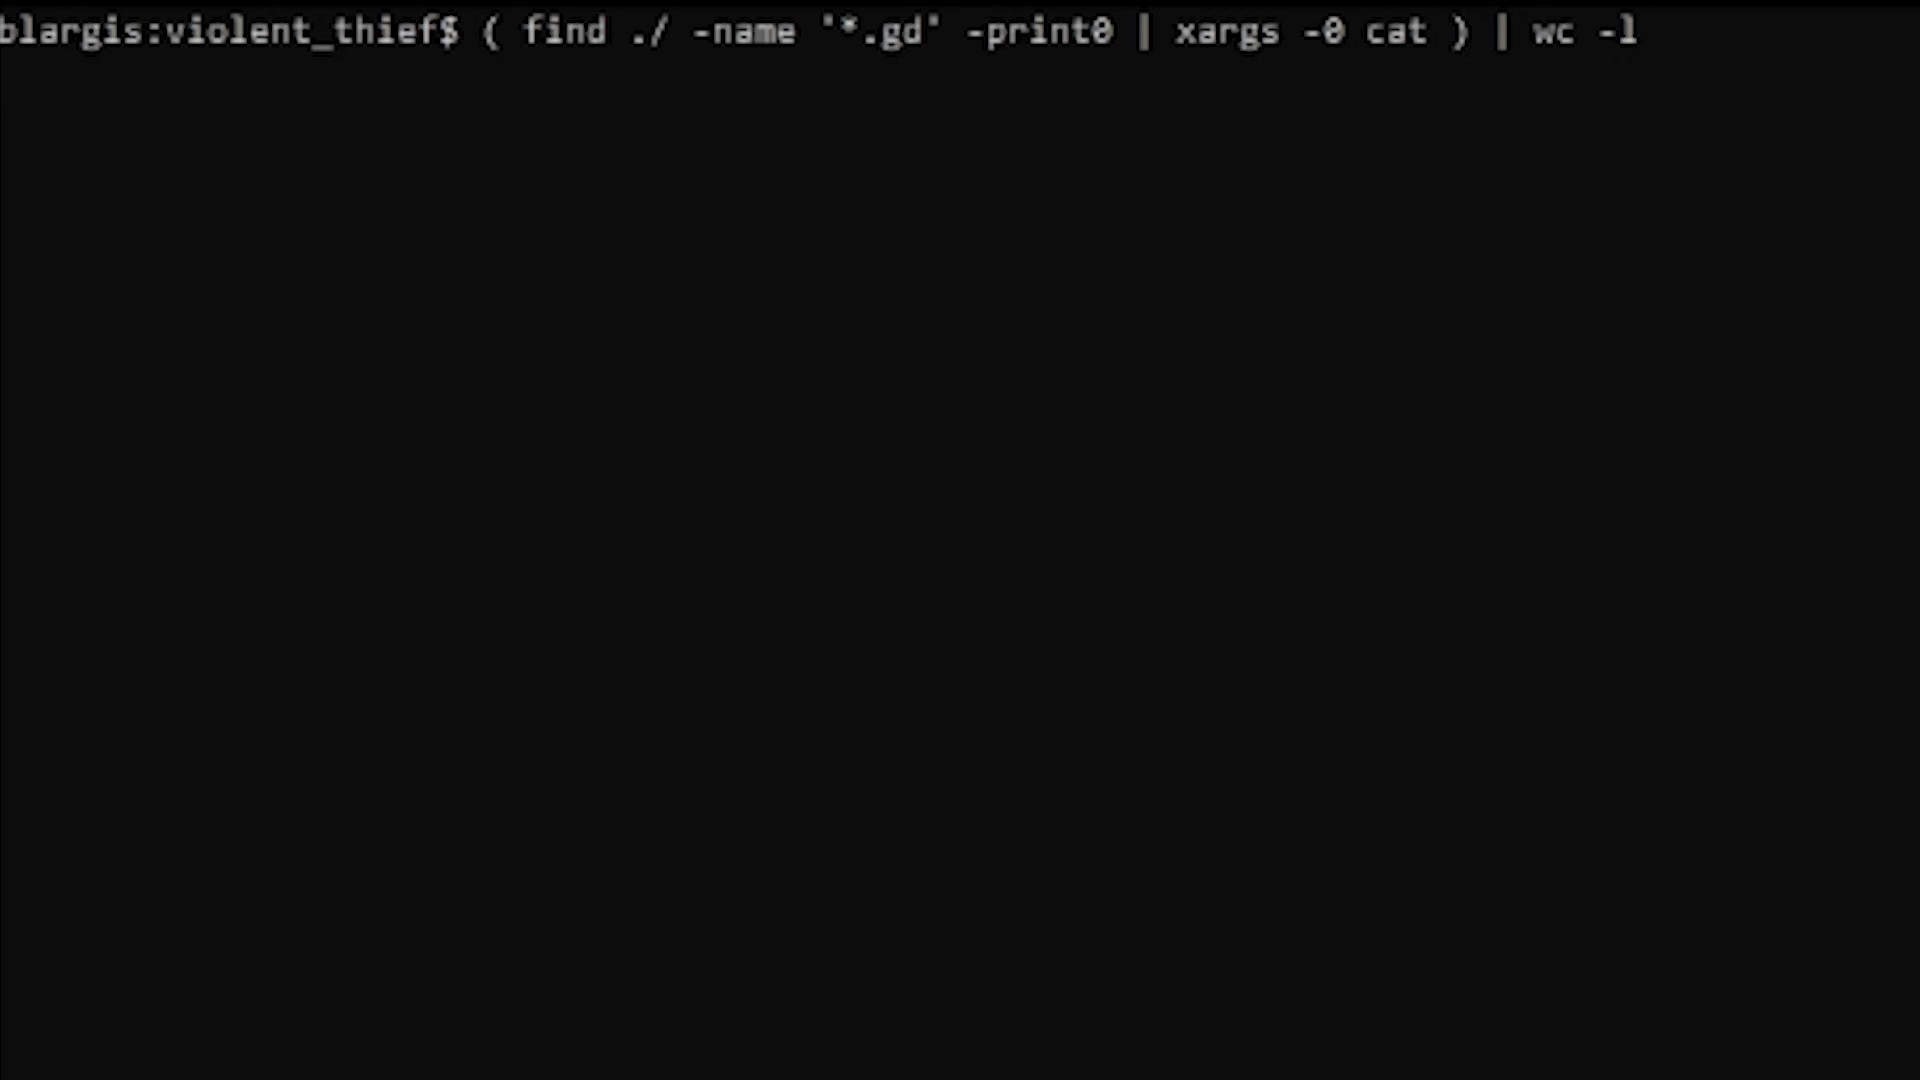 blargis:violent_thief$ ( find ./ -name '*.gd' -print0 | xargs -0 cat ) | wc -l